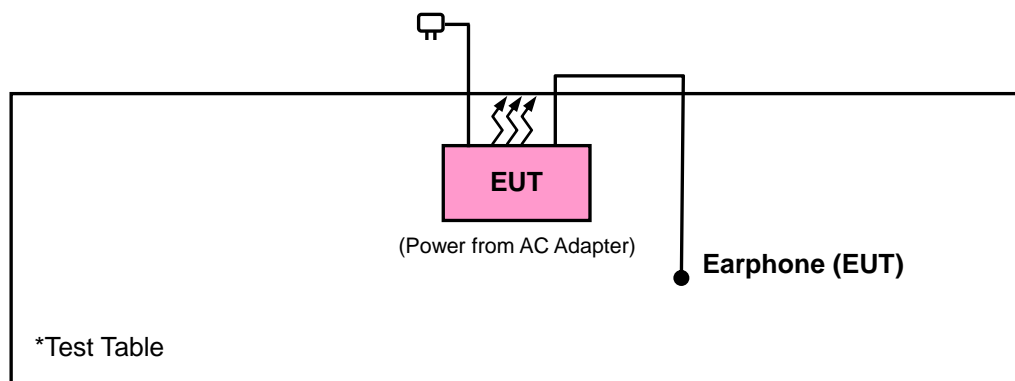 EUT
(Power from AC Adapter)
Earphone (EUT)
*Test Table